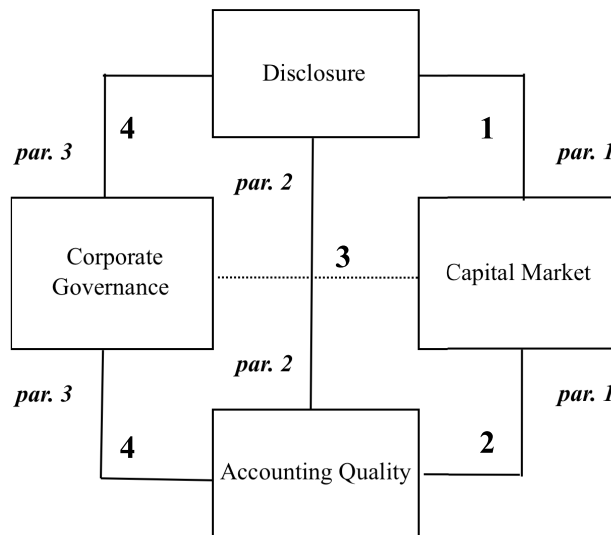 Disclosure
4
1
par. 3
par. 1
par. 2
Corporate
Governance
3
Capital Market
par. 2
par. 3
par. 1
4
2
Accounting Quality